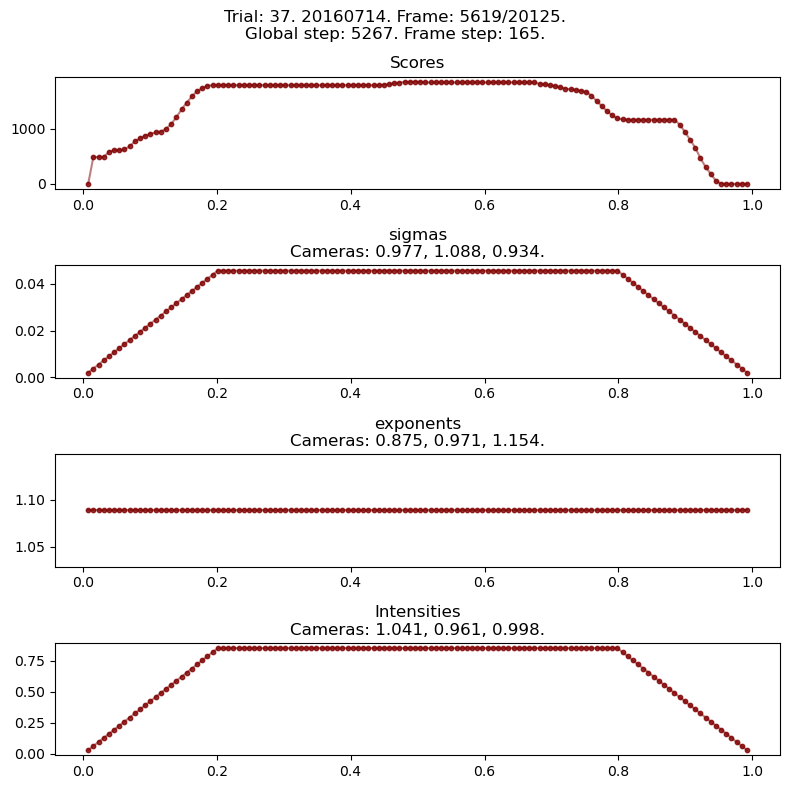 Trial: 37. 20160714. Frame: 5619/20125.
Global step: 5267. Frame step: 165.
Scores
1000
0
0.0 0.2 0.4 0.6 0.8 1.0
sigmas
Cameras: 0.977, 1.088, 0.934.
0.04
0.02
0.00
0.0 0.2 0.4 0.6 0.8 1.0
exponents
Cameras: 0.875, 0.971, 1.154.
1.10
1.05
0.0 0.2 0.4 0.6 0.8 1.0
Intensities
Cameras: 1.041, 0.961, 0.998.
0.75
0.50
0.25
0.00
0.0 0.2 0.4 0.6 0.8 1.0